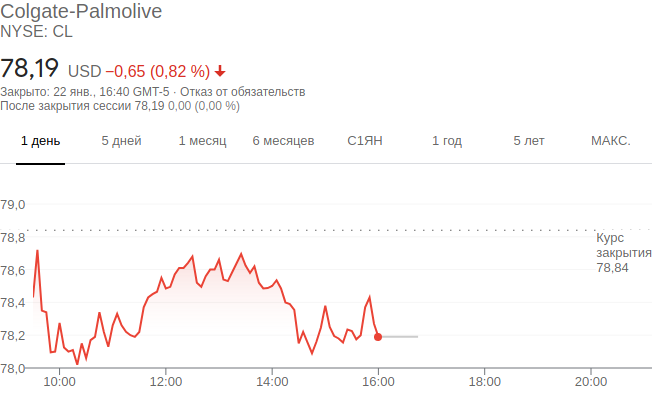 Colgate-Palmolive
NYSE: CL
78,19 USD −0,65 (0,82 %)
Закрыто: 22 янв., 16:40 GMT-5 · Отказ от обязательств
После закрытия сессии 78,19 0,00 (0,00 %)
1 день 5 дней 1 месяц 6 месяцев С1ЯН 1 год 5 лет МАКС.
79,0
78,8
Курс
закрытия
78,84
78,6
78,4
78,2
78,0
10:00 12:00 14:00 16:00 18:00 20:00